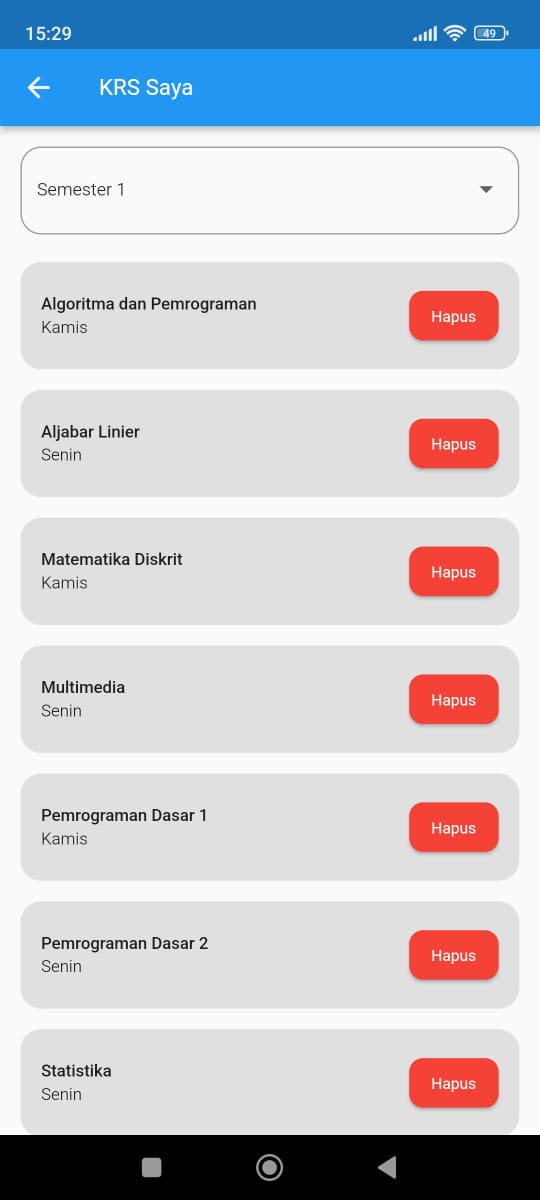 15:29
49
KRS Saya
Semester 1
Algoritma dan Pemrograman
Kamis
Hapus
Aljabar Linier
Senin
Hapus
Matematika Diskrit
Kamis
Hapus
Multimedia
Senin
Hapus
Pemrograman Dasar 1
Kamis
Hapus
Pemrograman Dasar 2
Senin
Hapus
Statistika
Senin
Hapus